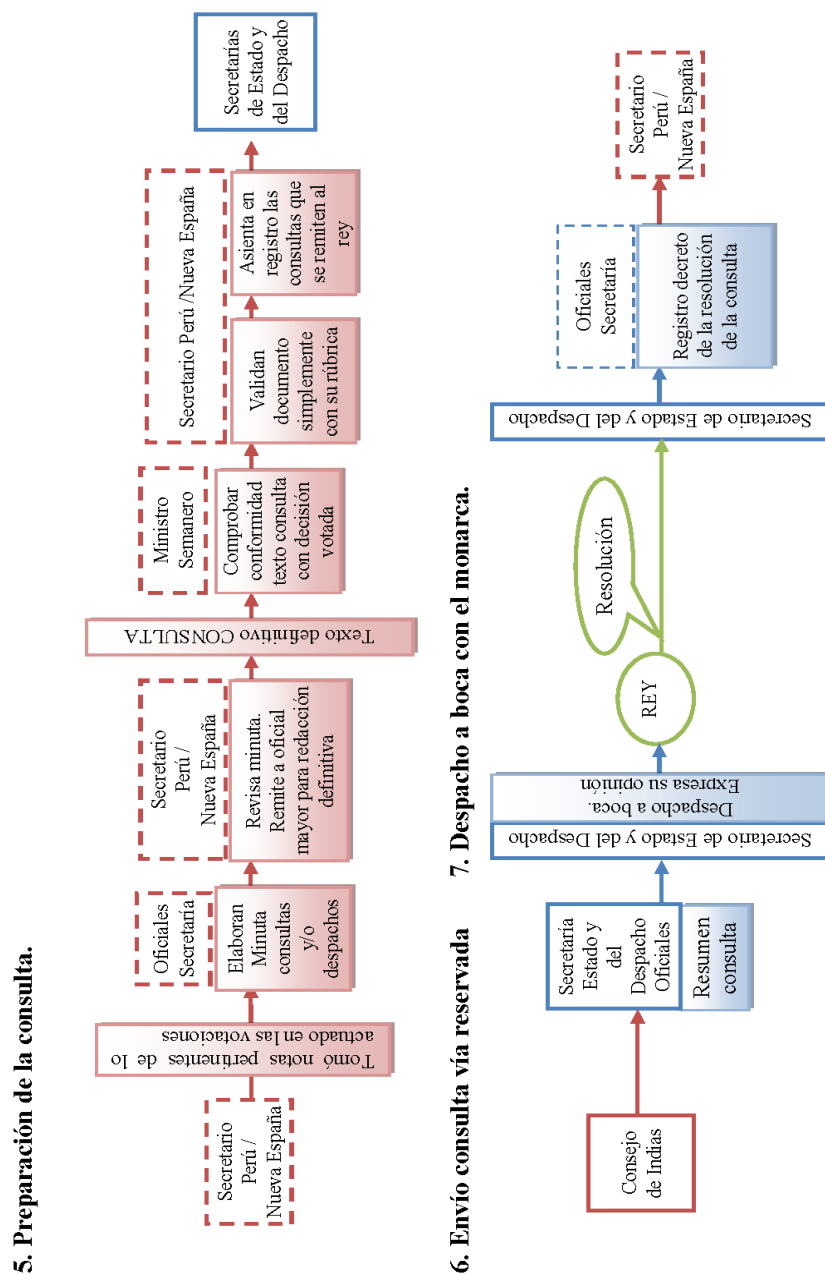 5. Preparación de la consulta.
Secretario
Perú /
Nueva España
Tomó notas pertinentes de lo
actuado en las votaciones
Oficiales
Secretaría
Elaboran
Minuta
consultas
y/o
despachos
Secretario
Perú /
Nueva España
Revisa minuta.
Remite a oficial
mayor para redacción
definitiva
Texto definitivo CONSULTA
Ministro
Semanero
Comprobar
conformidad
texto consulta
con decisión
votada
Secretario Perú /Nueva España
Validan
documento
simplemente
con su rúbrica
Asienta en
registro las
consultas que
se remiten al
rey
Secretarías
de Estado y
del Despacho
6. Envío consulta vía reservada
Consejo
de Indias
Secretaría
Estado y
del
Despacho
Oficiales
Resumen
consulta
7. Despacho a boca con el monarca.
Secretario de Estado y del Despacho
Despacho a boca.
Expresa su opinión
REY
Resolución
Secretario de Estado y del Despacho
Oficiales
Secretaría
Registro decreto
de la resolución
de la consulta
Secretario
Perú /
Nueva España